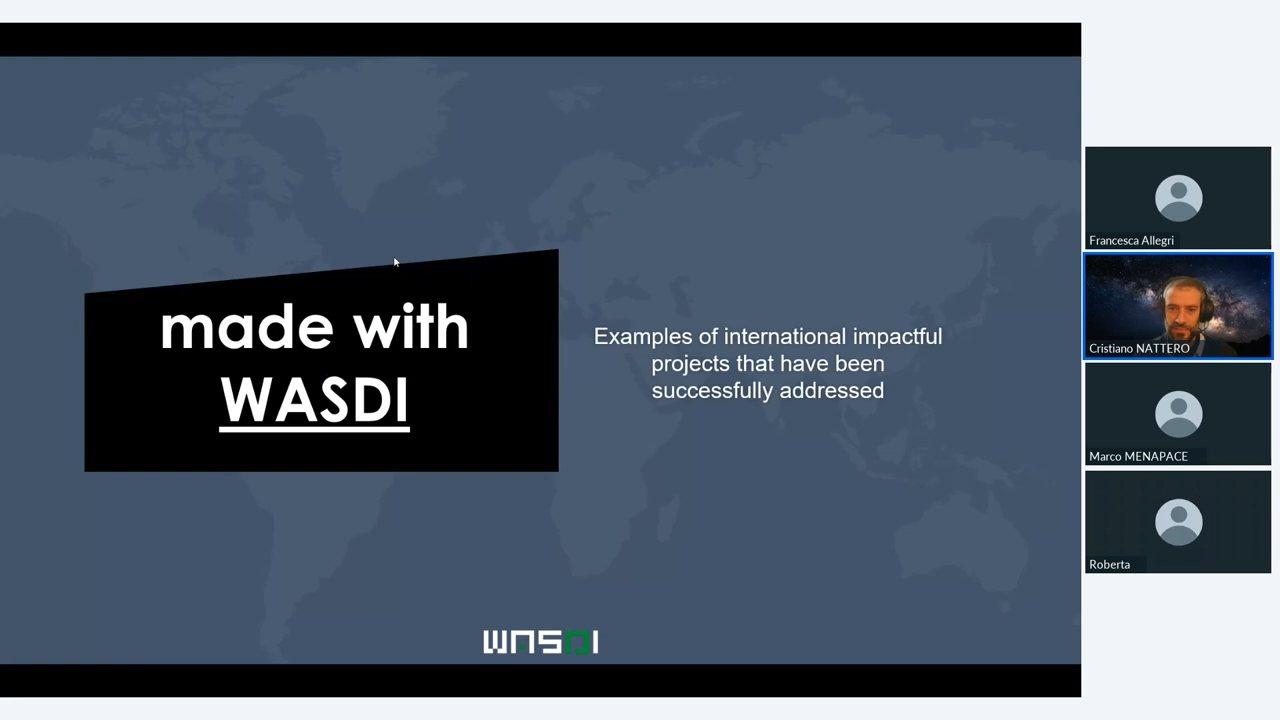 made with
WASDI
Examples of international impactful
projects that have been
successfully addressed
WASDI
Francesca Allegri
Cristiano NATTERO
Marco MENAPACE
Roberta